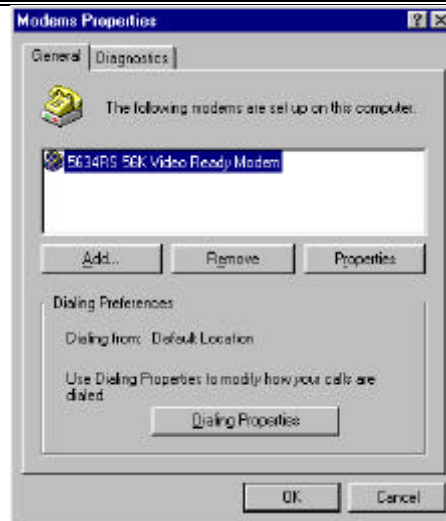 Modems Properties
General
Diagnostics
The following modems are set up on this computer.
5634RS 56K Video Ready Modem
Add...
Remove
Properties
Dialing Preferences
Dialing from: Default Location
Use Dialing Properties to modify how your calls are
dialed
Dialing Properties
OK
Cancel